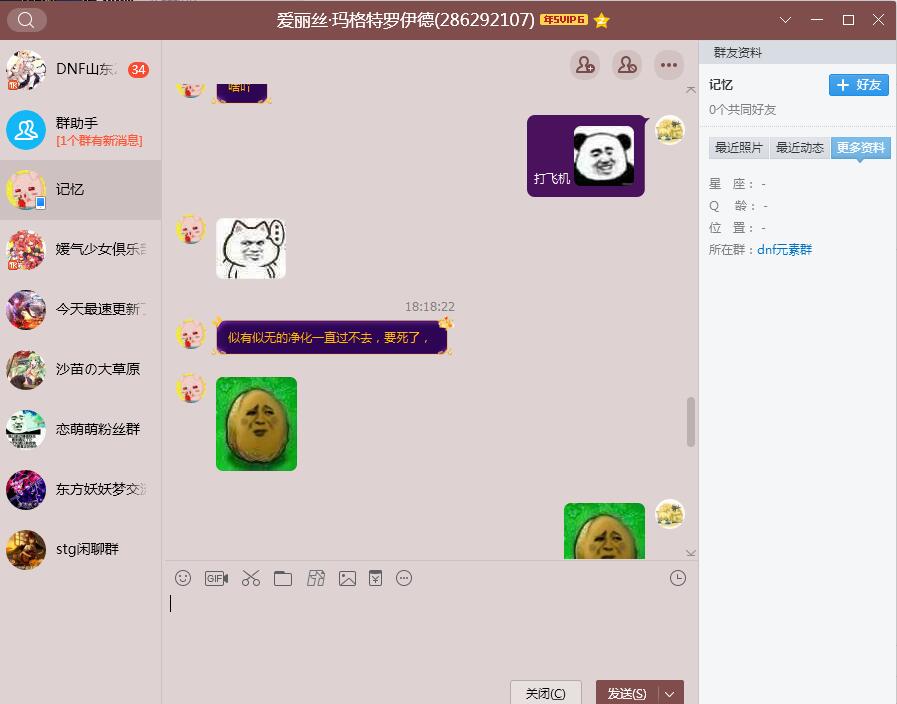 爱丽丝·玛格特罗伊德(286292107)
年SVIP6
DNF山东
34
群助手
[1个群有新消息]
记忆
媛气少女俱乐
今天最速更新
沙苗の大草原
恋萌萌粉丝群
东方妖妖梦交
stg闲聊群
啥吖
打飞机
18:18:22
似有似无的净化一直过不去，要死了，
GIF
关闭(C)
发送(S)
群友资料
记忆
+ 好友
0个共同好友
最近照片
最近动态
更多资料
星 座： -
Q 龄： -
位 置： -
所在群：dnf元素群